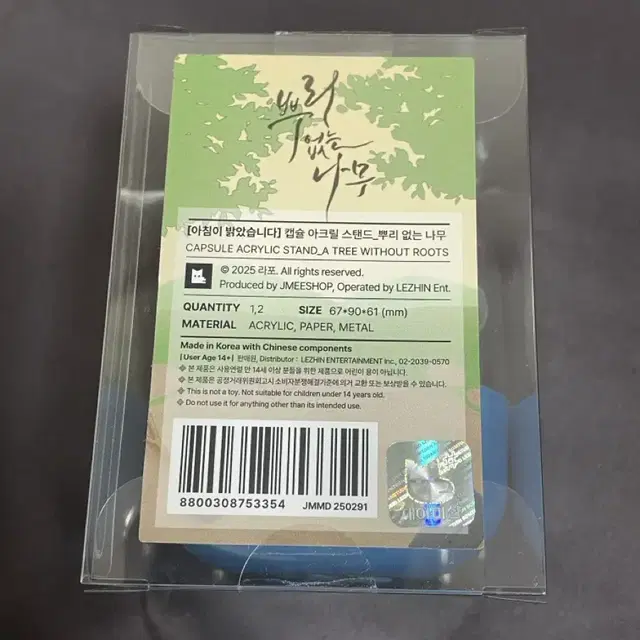 뿌리
없는
나무
[아침이 밝았습니다] 캡슐 아크릴 스탠드_뿌리 없는 나무
CAPSULE ACRYLIC STAND_A TREE WITHOUT ROOTS
© 2025 라포. All rights reserved.
Produced by JMEESHOP, Operated by LEZHIN Ent.
QUANTITY 1,2 SIZE 67*90*61 (mm)
MATERIAL ACRYLIC, PAPER, METAL
Made in Korea with Chinese components
| User Age 14+ | 판매원, Distributor : LEZHIN ENTERTAINMENT Inc, 02-2039-0570
※ 본 제품은 사용연령 만 14세 이상 분들을 위한 제품으로 어린이 용이 아닙니다.
※ 본 제품은 공정거래위원회고시 소비자분쟁해결기준에 의거 교환 또는 보상받을 수 있습니다.
※ This is not a toy. Not suitable for children under 14 years old.
※ Do not use it for anything other than its intended use.
8800308753354 JMMD 250291
제이미샵